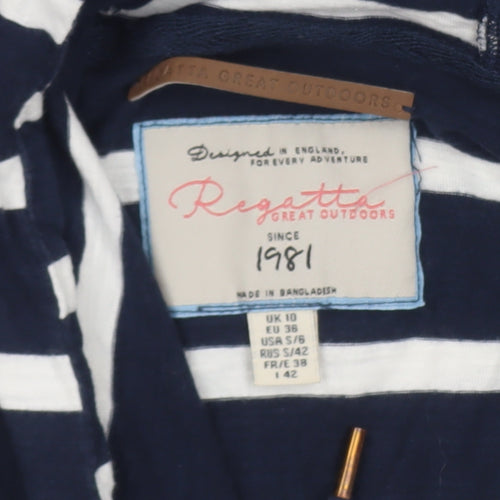 ATTA GREAT OUTDOORS
Designed IN ENGLAND,
FOR EVERY ADVENTURE
Regatta
GREAT OUTDOORS
SINCE
1981
MADE IN BANGLADESH
UK 10
EU 36
USA S/6
RUS S/42
FR/E 38
I 42